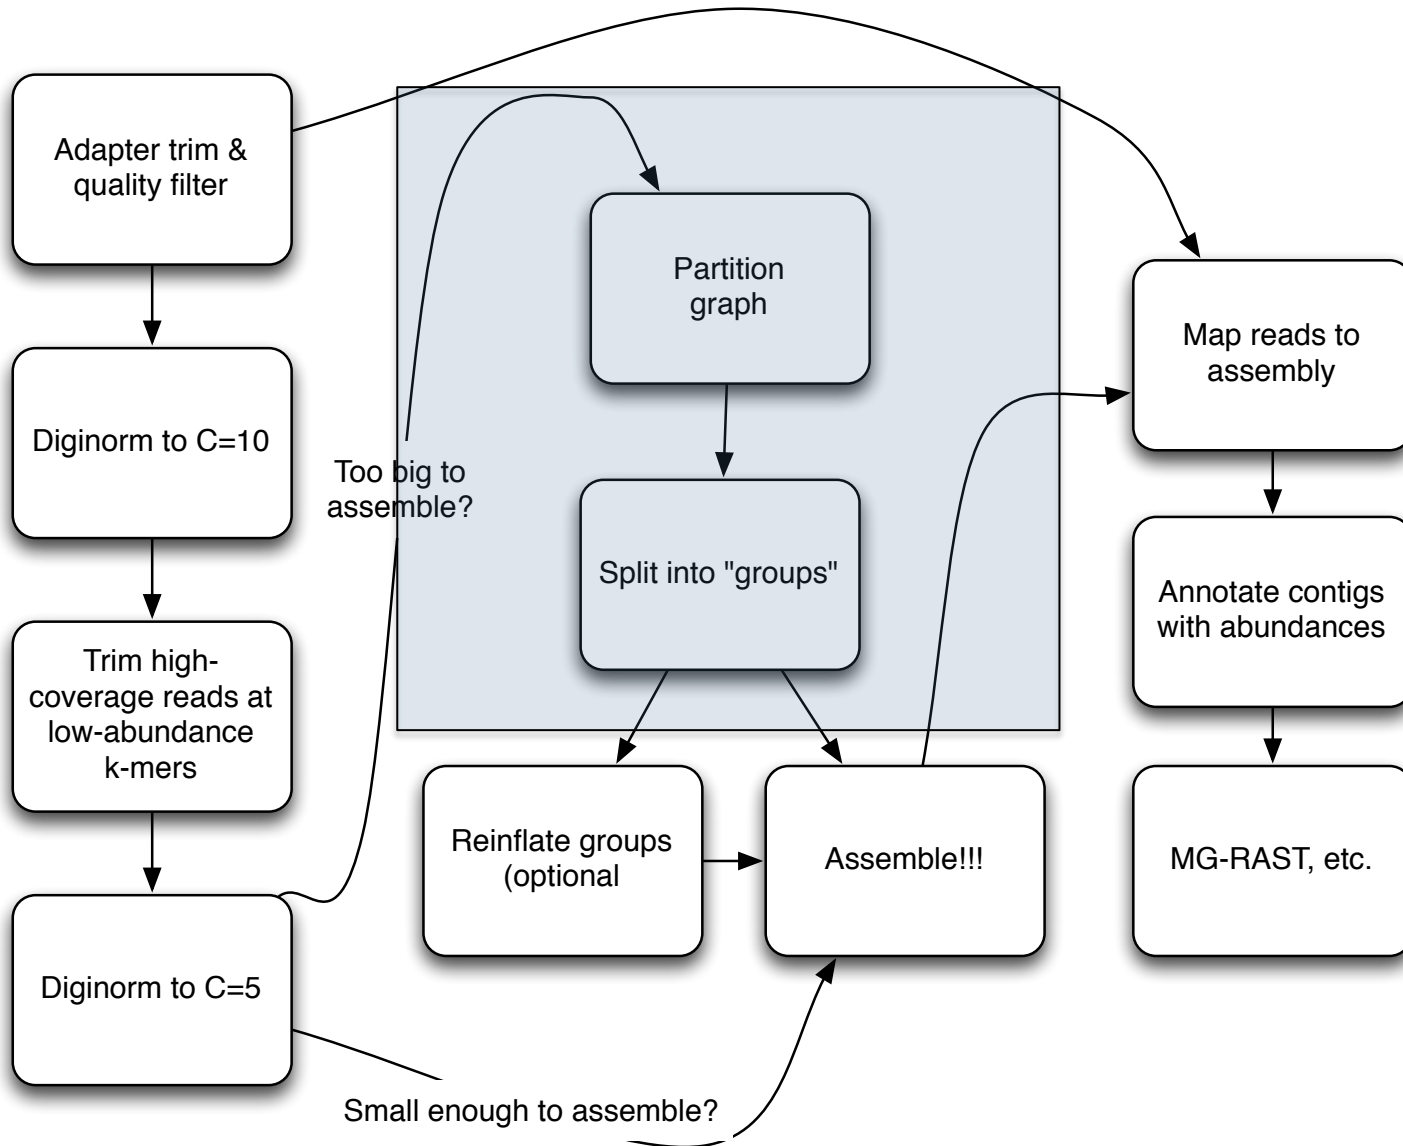 Adapter trim &
quality filter
Diginorm to C=10
Trim high-
coverage reads at
low-abundance
k-mers
Diginorm to C=5
Too big to
assemble?
Small enough to assemble?
Partition
graph
Split into "groups"
Reinflate groups
(optional
Assemble!!!
Map reads to
assembly
Annotate contigs
with abundances
MG-RAST, etc.